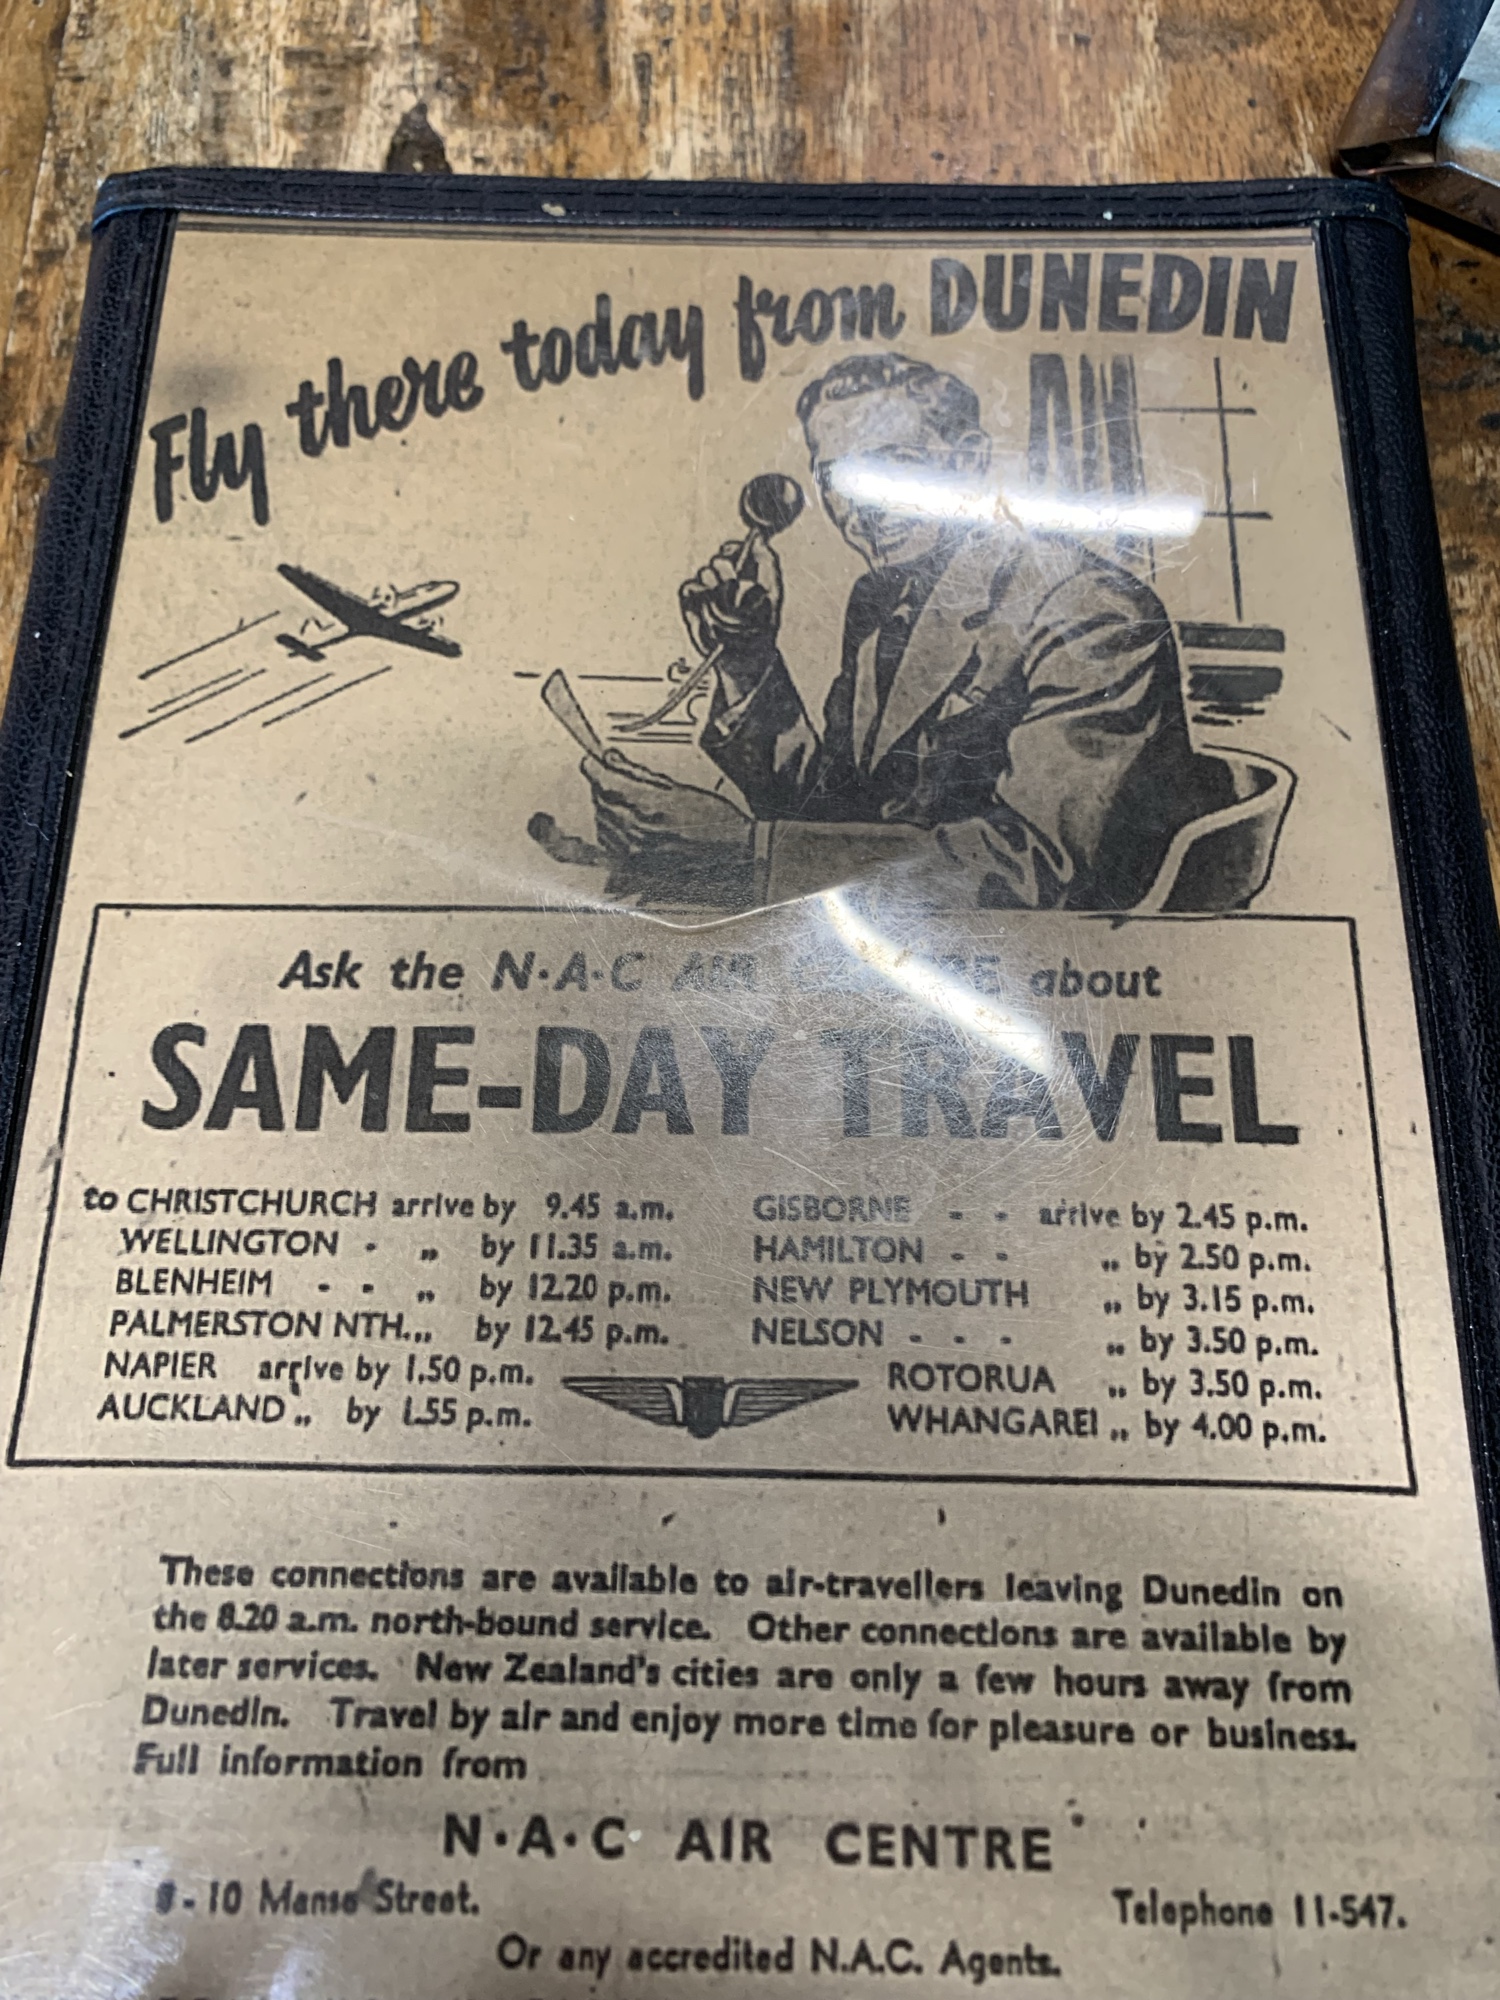 Fly there today from DUNEDIN
Ask the N·A·C AIR CENTRE about
SAME-DAY TRAVEL
to CHRISTCHURCH arrive by 9.45 a.m.
WELLINGTON - „ by 11.35 a.m.
BLENHEIM - - „ by 12.20 p.m.
PALMERSTON NTH.„ by 12.45 p.m.
NAPIER arrive by 1.50 p.m.
AUCKLAND „ by 1.55 p.m.
GISBORNE - - arrive by 2.45 p.m.
HAMILTON - - „ by 2.50 p.m.
NEW PLYMOUTH „ by 3.15 p.m.
NELSON - - - „ by 3.50 p.m.
ROTORUA „ by 3.50 p.m.
WHANGAREI „ by 4.00 p.m.
These connections are available to air-travellers leaving Dunedin on
the 8.20 a.m. north-bound service. Other connections are available by
later services. New Zealand's cities are only a few hours away from
Dunedin. Travel by air and enjoy more time for pleasure or business.
Full information from
N·A·C AIR CENTRE
- 10 Manse Street. Telephone 11-547.
Or any accredited N.A.C. Agents.